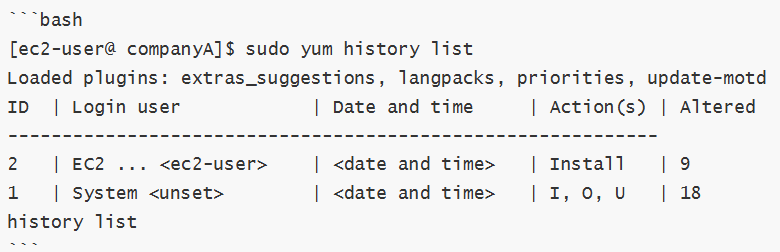 ```bash
[ec2-user@ companyA]$ sudo yum history list
Loaded plugins: extras_suggestions, langpacks, priorities, update-motd
ID  | Login user            | Date and time     | Action(s) | Altered
------------------------------------------------------------
2   | EC2 ... <ec2-user>    | <date and time>   | Install   | 9
1   | System <unset>        | <date and time>   | I, O, U   | 18
history list
```